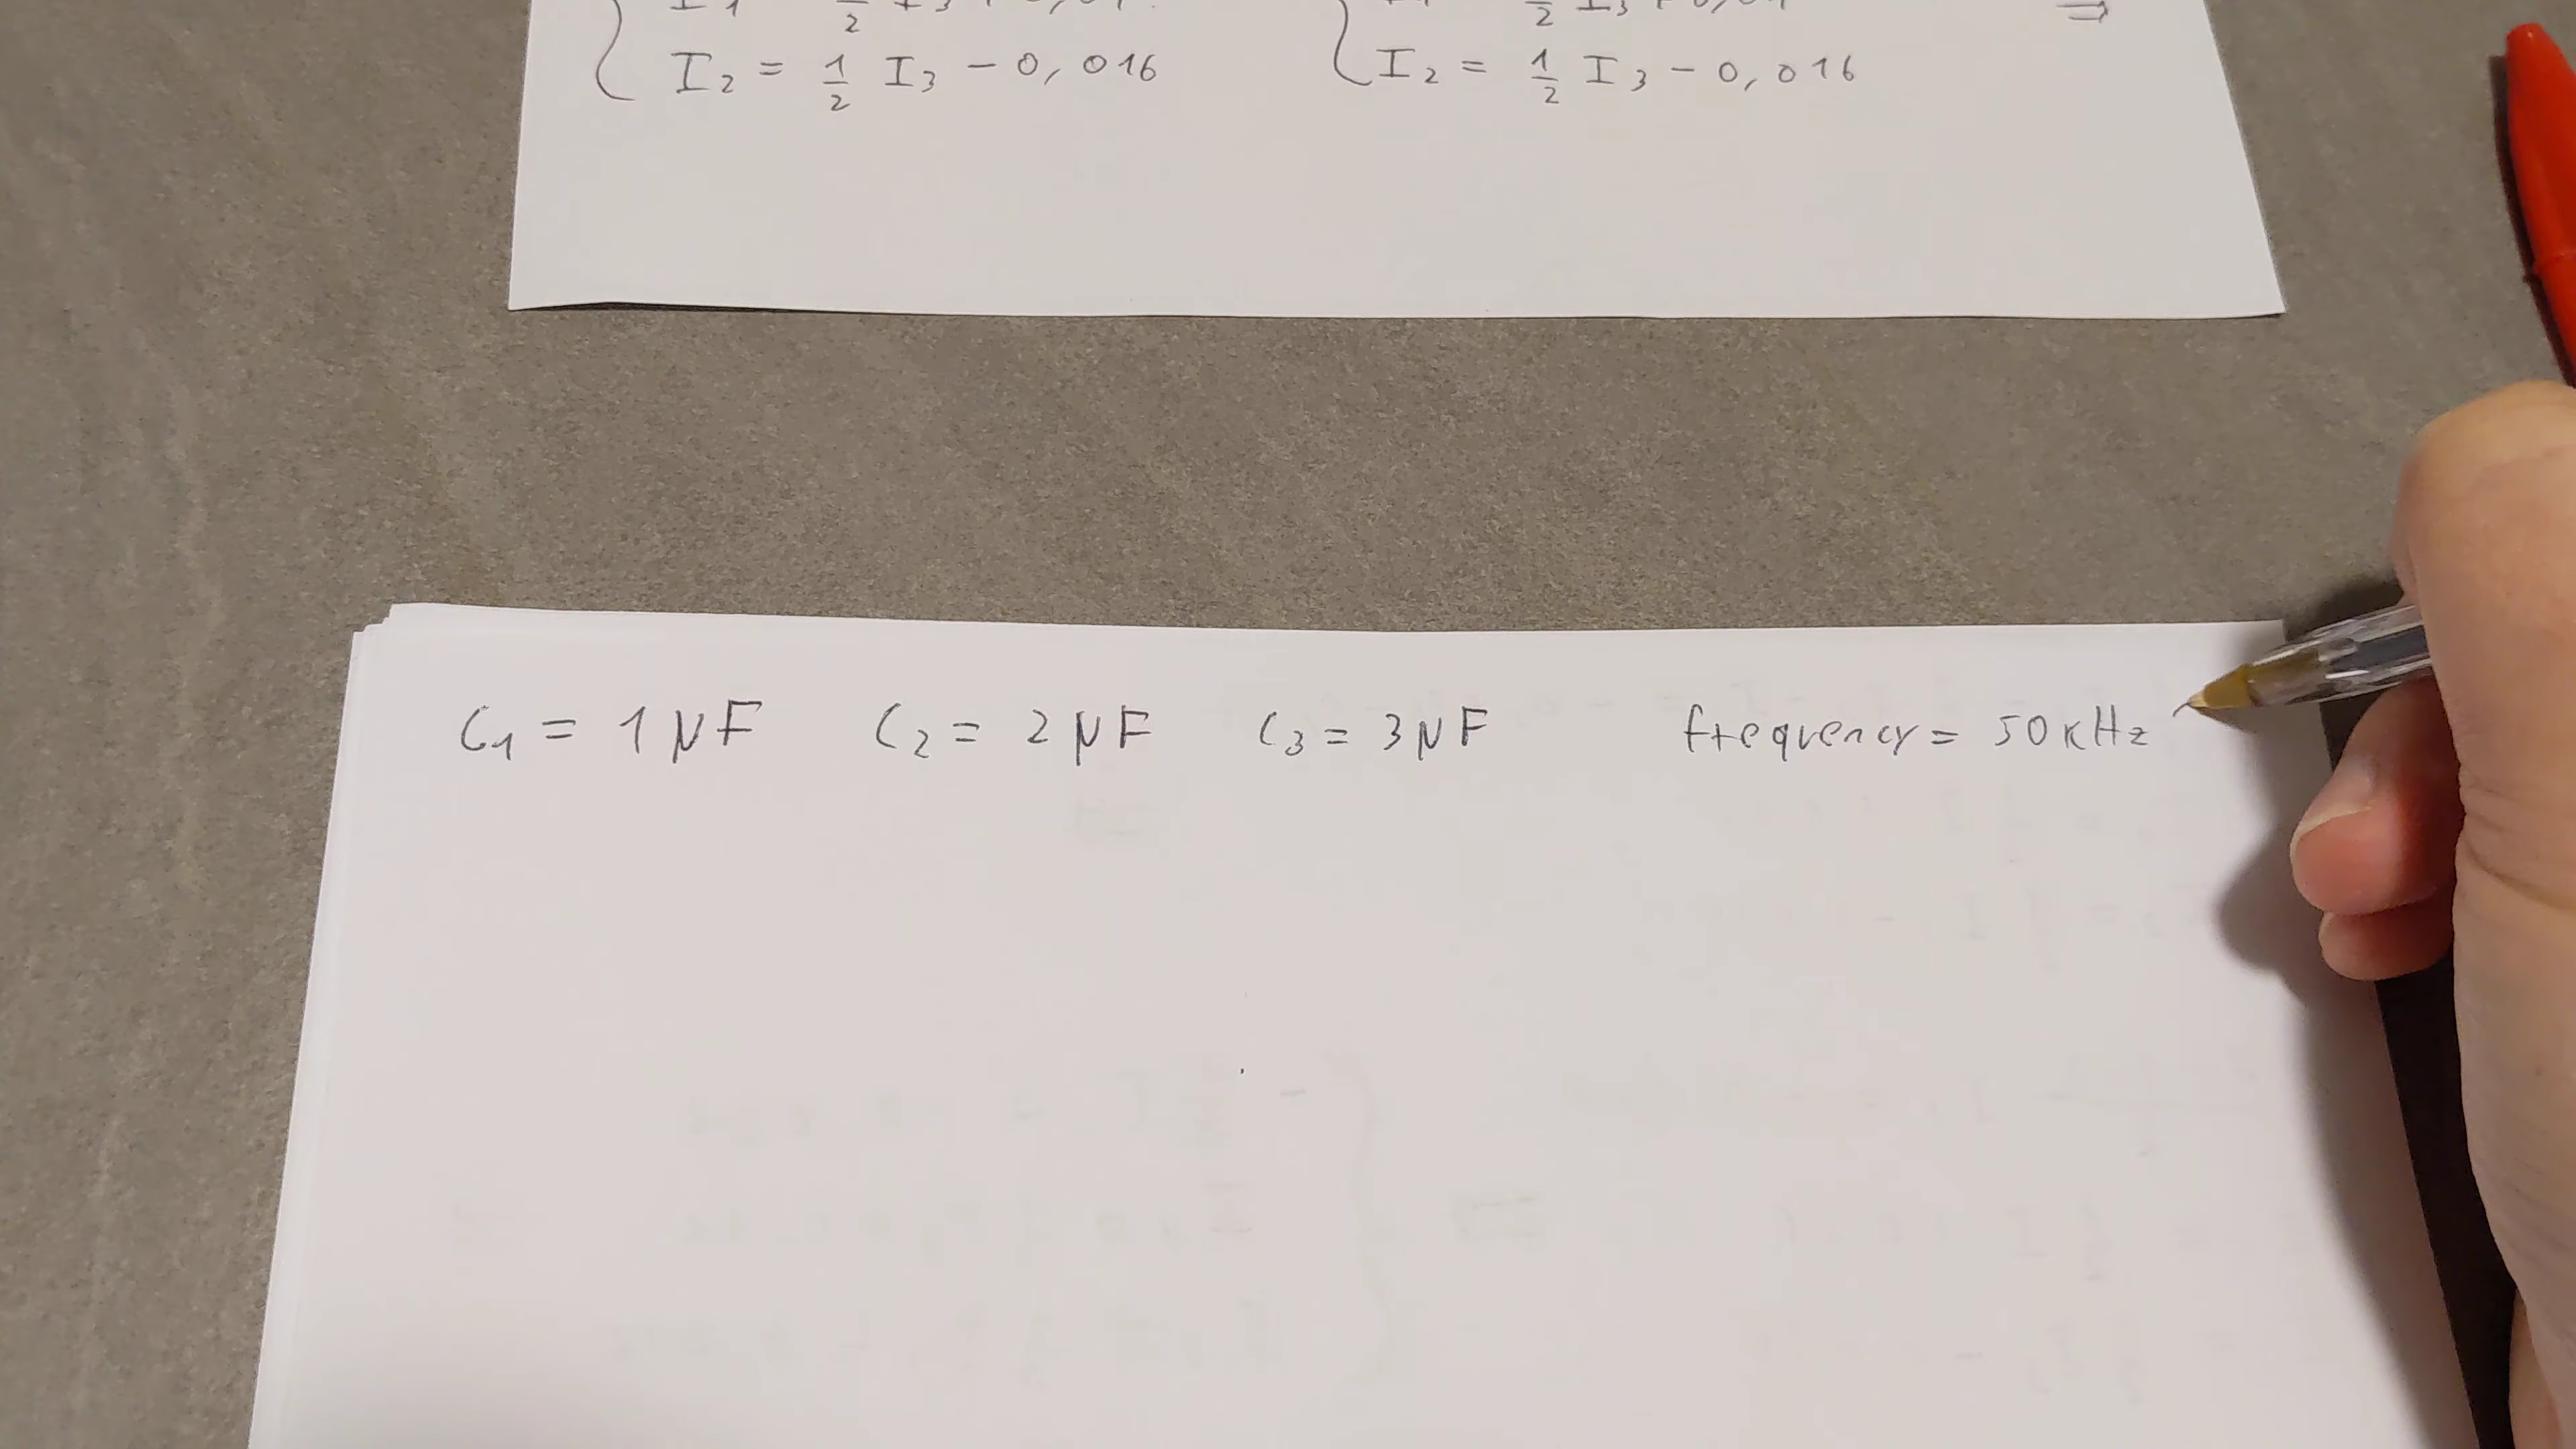 I₂ = 1/2 I₃ - 0,016 I₂ = 1/2 I₃ - 0,016
C₁ = 1 μF C₂ = 2 μF C₃ = 3 μF frequency = 50 kHz